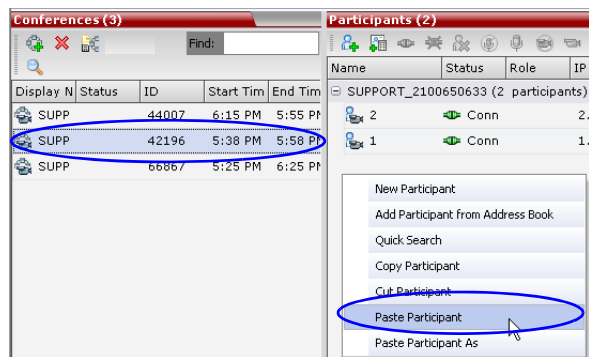 Conferences (3)
Find:
Display N Status ID Start Tim End Tim
SUPP 44007 6:15 PM 5:55 PM
SUPP 42196 5:38 PM 5:58 PM
SUPP 66867 5:25 PM 6:25 PM
Participants (2)
Name Status Role IP
SUPPORT_2100650633 (2 participants)
2 Conn 2.
1 Conn 1.
New Participant
Add Participant from Address Book
Quick Search
Copy Participant
Cut Participant
Paste Participant
Paste Participant As